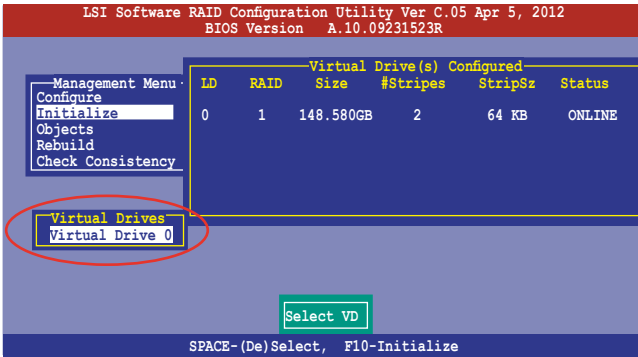 LSI Software RAID Configuration Utility Ver C.05 Apr 5, 2012
BIOS Version A.10.09231523R
Management Menu
Configure
Initialize
Objects
Rebuild
Check Consistency
Virtual Drive(s) Configured
LD RAID Size #Stripes StripSz Status
0 1 148.580GB 2 64 KB ONLINE
Virtual Drives
Virtual Drive 0
Select VD
SPACE-(De)Select, F10-Initialize